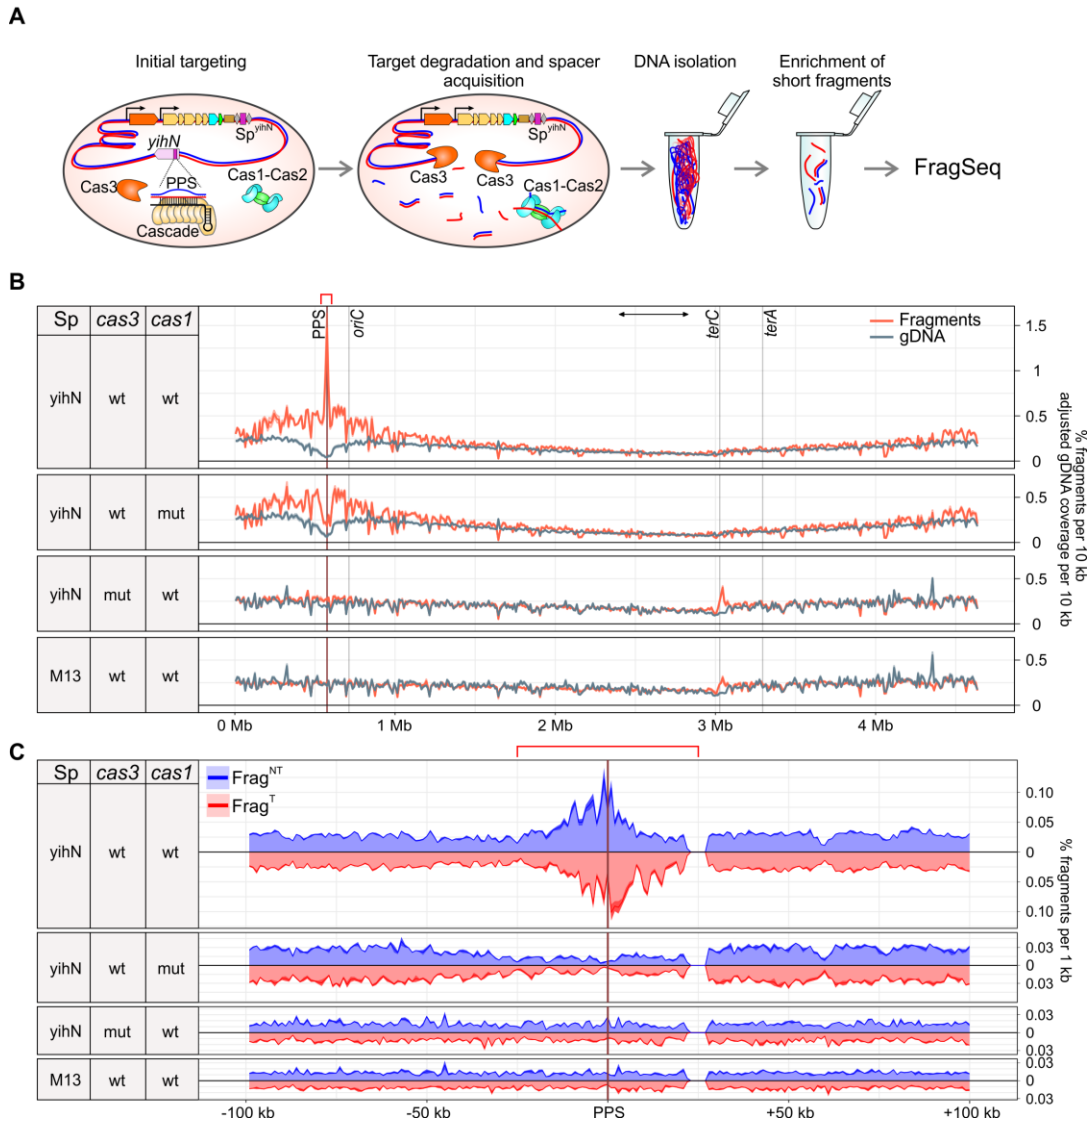 A
Initial targeting
Target degradation and spacer
acquisition
DNA isolation
Enrichment of
short fragments
Sp^yihN
yihN
Cas3
PPS
Cascade
Cas1-Cas2
Sp^yihN
Cas3
Cas3
Cas1-Cas2
FragSeq
B
Sp cas3 cas1
PPS
oriC
terC
terA
Fragments
gDNA
yihN wt wt
1.5
1
0.5
0
yihN wt mut
0.5
0
yihN mut wt
0.5
0
M13 wt wt
0.5
0
% fragments per 10 kb
adjusted gDNA coverage per 10 kb
0 Mb 1 Mb 2 Mb 3 Mb 4 Mb
C
Sp cas3 cas1
Frag^NT
Frag^T
yihN wt wt
0.10
0.05
0
0.05
0.10
yihN wt mut
0.03
0
0.03
yihN mut wt
0.03
0
0.03
M13 wt wt
0.03
0
0.03
% fragments per 1 kb
-100 kb -50 kb PPS +50 kb +100 kb